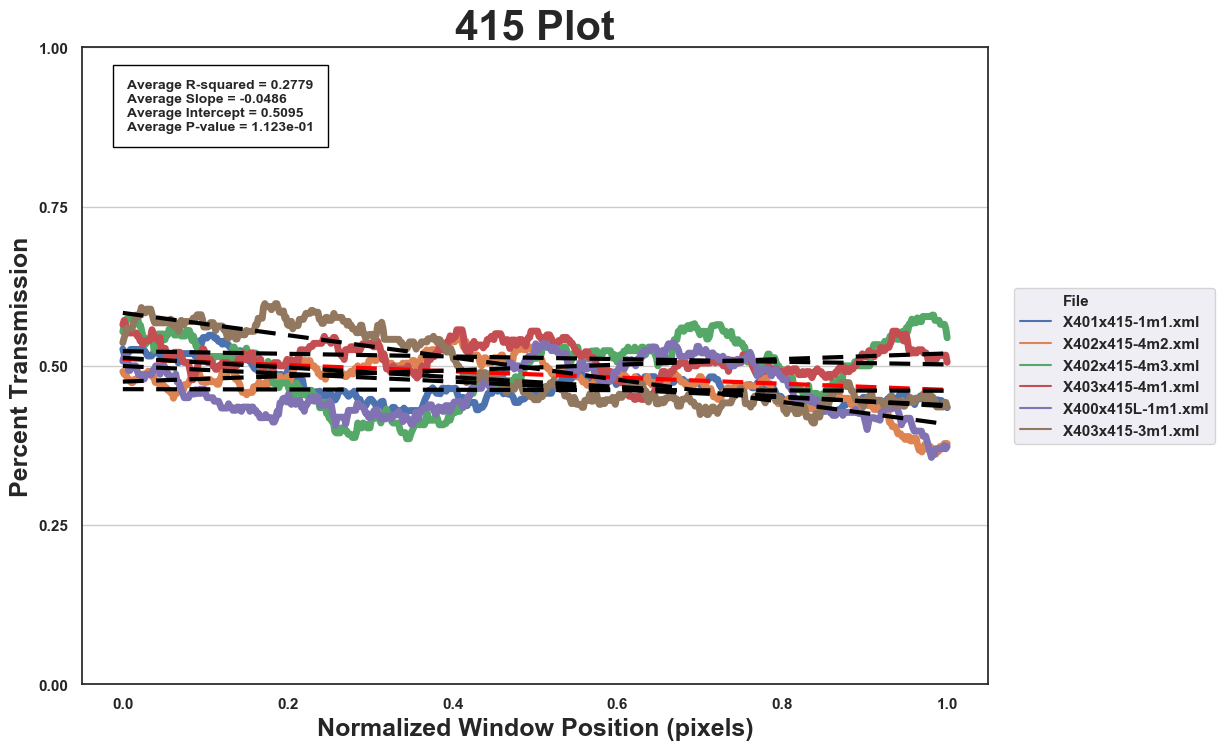 415 Plot
1.00
Average R-squared = 0.2779
Average Slope = -0.0486
Average Intercept = 0.5095
Average P-value = 1.123e-01
0.75
0.50
0.25
0.00
Percent Transmission
0.0 0.2 0.4 0.6 0.8 1.0
Normalized Window Position (pixels)
File
X401x415-1m1.xml
X402x415-4m2.xml
X402x415-4m3.xml
X403x415-4m1.xml
X400x415L-1m1.xml
X403x415-3m1.xml